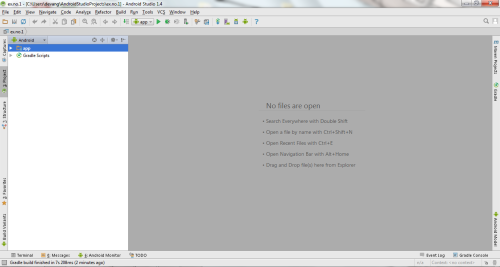 ex.no.1 - [C:\Users\devang\AndroidStudioProjects\ex.no.1] - Android Studio 1.4
File Edit View Navigate Code Analyze Refactor Build Run Tools VCS Window Help
app
ex.no.1
Android
app
Gradle Scripts
Captures
1: Project
7: Structure
2: Favorites
Build Variants
No files are open
• Search Everywhere with Double Shift
• Open a file by name with Ctrl+Shift+N
• Open Recent Files with Ctrl+E
• Open Navigation Bar with Alt+Home
• Drag and Drop file(s) here from Explorer
Maven Projects
Gradle
Android Model
Terminal 0: Messages 6: Android Monitor TODO Event Log Gradle Console
Gradle build finished in 7s 208ms (2 minutes ago) n/a Context: <no context>